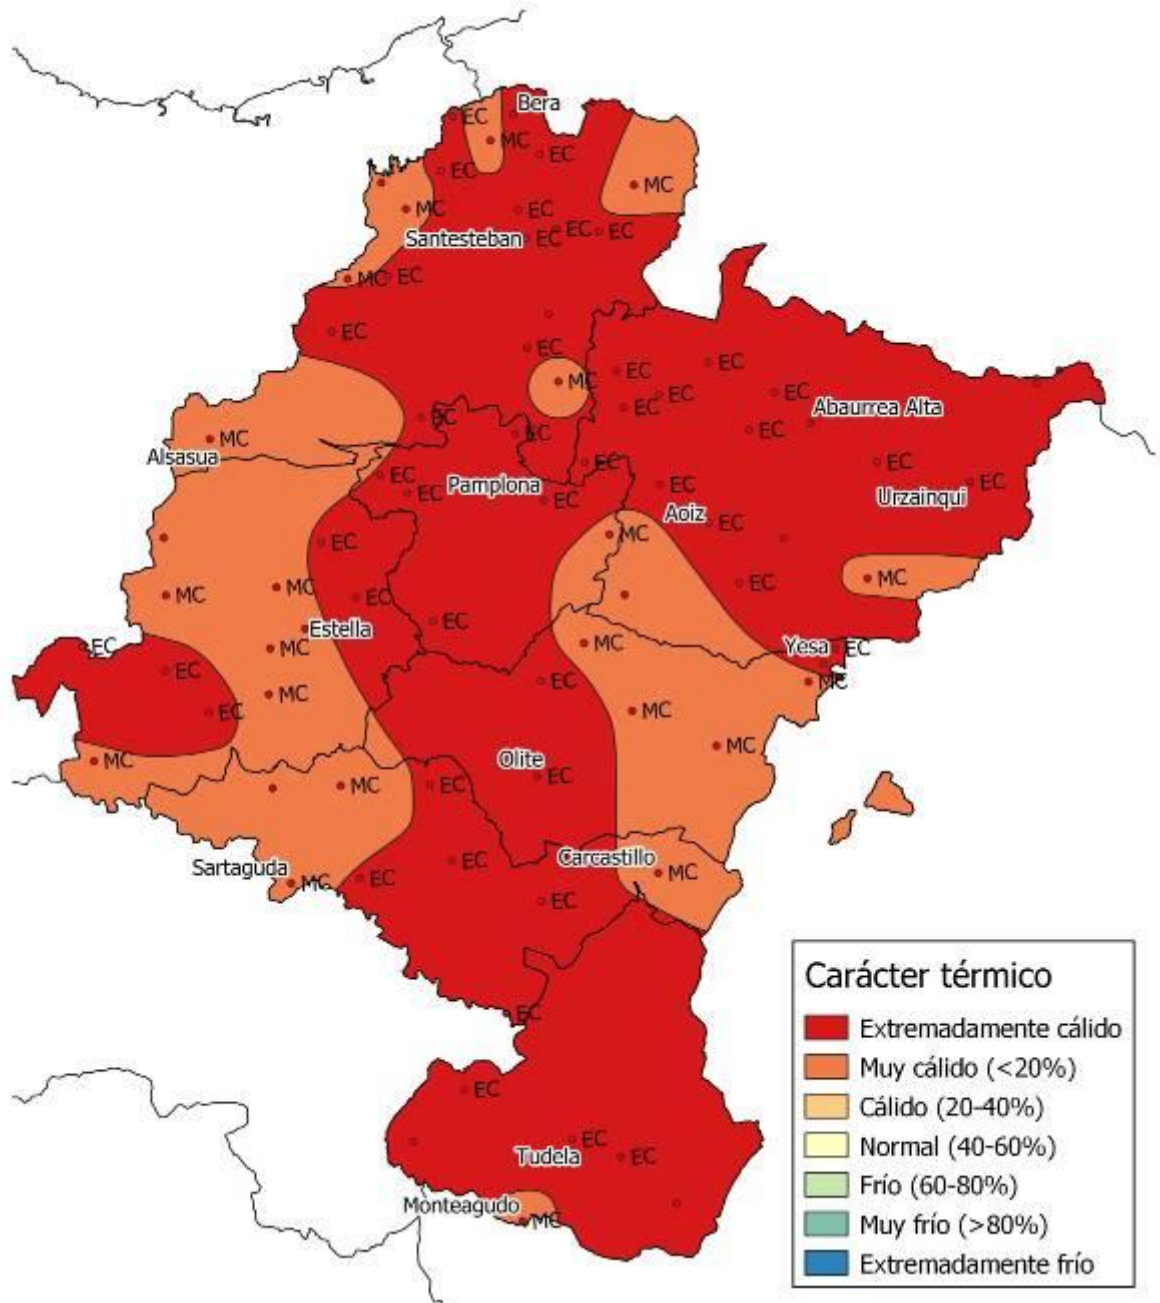 EC
Bera
MC
EC
EC
MC
MC
EC
EC
EC
Santesteban
EC
MC
EC
EC
EC
MC
EC
EC
EC
EC
EC
EC
Abaurrea Alta
EC
EC
EC
MC
Alsasua
EC
EC
EC
EC
Pamplona
EC
EC
EC
Urzainqui
Aoiz
EC
MC
EC
MC
EC
MC
MC
EC
EC
Estella
MC
EC
MC
Yesa
EC
EC
EC
MC
MC
EC
MC
MC
Olite
MC
EC
MC
EC
EC
Carcastillo
Sartaguda
MC
EC
MC
EC
EC
EC
EC
Tudela
EC
Monteagudo
MC
Carácter térmico
Extremadamente cálido
Muy cálido (<20%)
Cálido (20-40%)
Normal (40-60%)
Frío (60-80%)
Muy frío (>80%)
Extremadamente frío